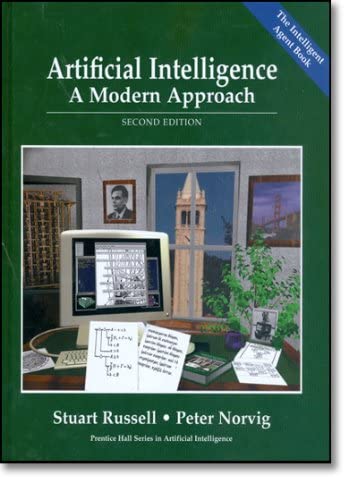 The Intelligent
Agent Book
Artificial Intelligence
A Modern Approach
SECOND EDITION
Stuart Russell • Peter Norvig
Prentice Hall Series in Artificial Intelligence